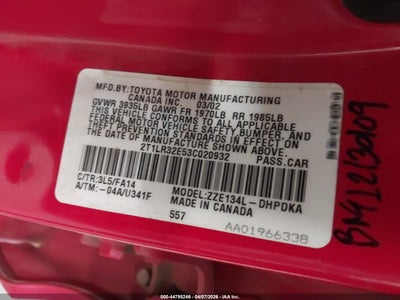 MFD.BY:TOYOTA MOTOR MANUFACTURING
CANADA INC. 03/02
GVWR 3935LB GAWR FR 1970LB RR 1985LB
THIS VEHICLE CONFORMS TO ALL APPLICABLE
FEDERAL MOTOR VEHICLE SAFETY, BUMPER, AND
THEFT PREVENTION STANDARDS IN EFFECT ON
THE DATE OF MANUFACTURE SHOWN ABOVE.
2T1LR32E53C020932 PASS.CAR
C/TR:3L5/FA14 MODEL:ZZE134L-DHPDKA
A/TM:-04A/U341F MADE IN CANADA
557
AA01966338
BM1213d09
000-44795246 - 04/07/2026 - IAA